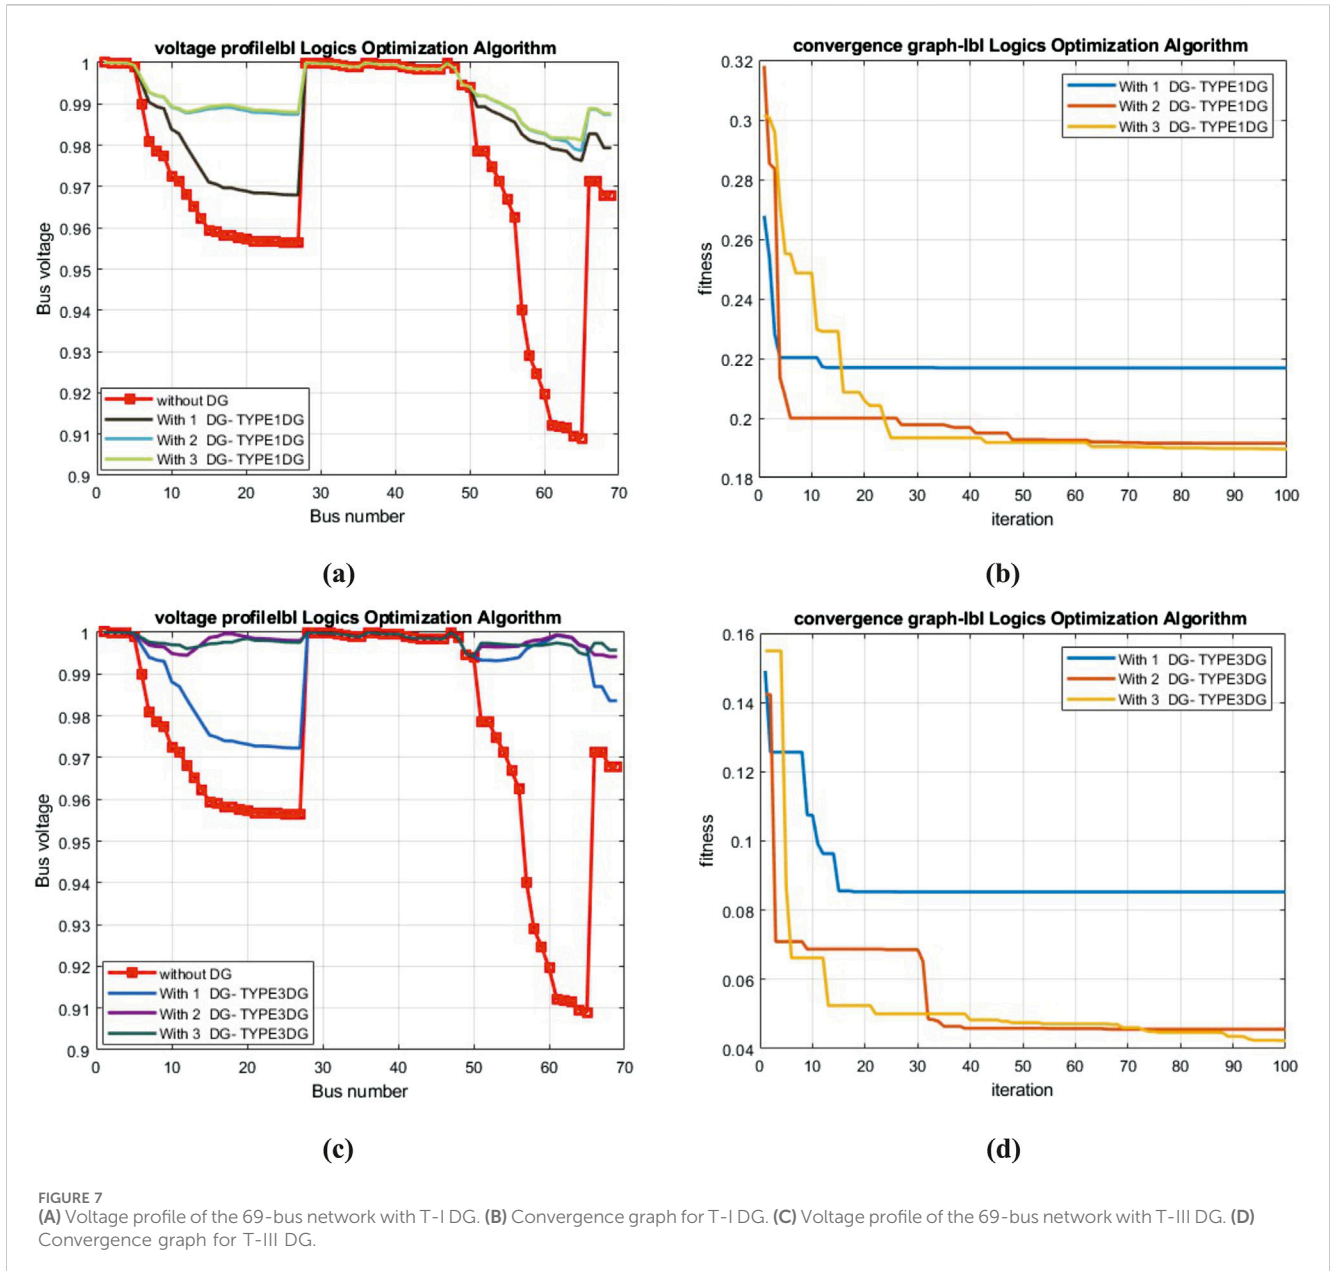 voltage profileIbI Logics Optimization Algorithm
1
0.99
0.98
0.97
0.96
0.95
0.94
0.93
0.92
0.91
0.9
Bus voltage
without DG
With 1 DG- TYPE1DG
With 2 DG- TYPE1DG
With 3 DG- TYPE1DG
0 10 20 30 40 50 60 70
Bus number
(a)
convergence graph-IbI Logics Optimization Algorithm
0.32
0.3
0.28
0.26
0.24
0.22
0.2
0.18
fitness
With 1 DG- TYPE1DG
With 2 DG- TYPE1DG
With 3 DG- TYPE1DG
0 10 20 30 40 50 60 70 80 90 100
iteration
(b)
voltage profileIbI Logics Optimization Algorithm
1
0.99
0.98
0.97
0.96
0.95
0.94
0.93
0.92
0.91
0.9
Bus voltage
without DG
With 1 DG- TYPE3DG
With 2 DG- TYPE3DG
With 3 DG- TYPE3DG
0 10 20 30 40 50 60 70
Bus number
(c)
convergence graph-IbI Logics Optimization Algorithm
0.16
0.14
0.12
0.1
0.08
0.06
0.04
fitness
With 1 DG- TYPE3DG
With 2 DG- TYPE3DG
With 3 DG- TYPE3DG
0 10 20 30 40 50 60 70 80 90 100
iteration
(d)
FIGURE 7
(A) Voltage profile of the 69-bus network with T-I DG. (B) Convergence graph for T-I DG. (C) Voltage profile of the 69-bus network with T-III DG. (D)
Convergence graph for T-III DG.